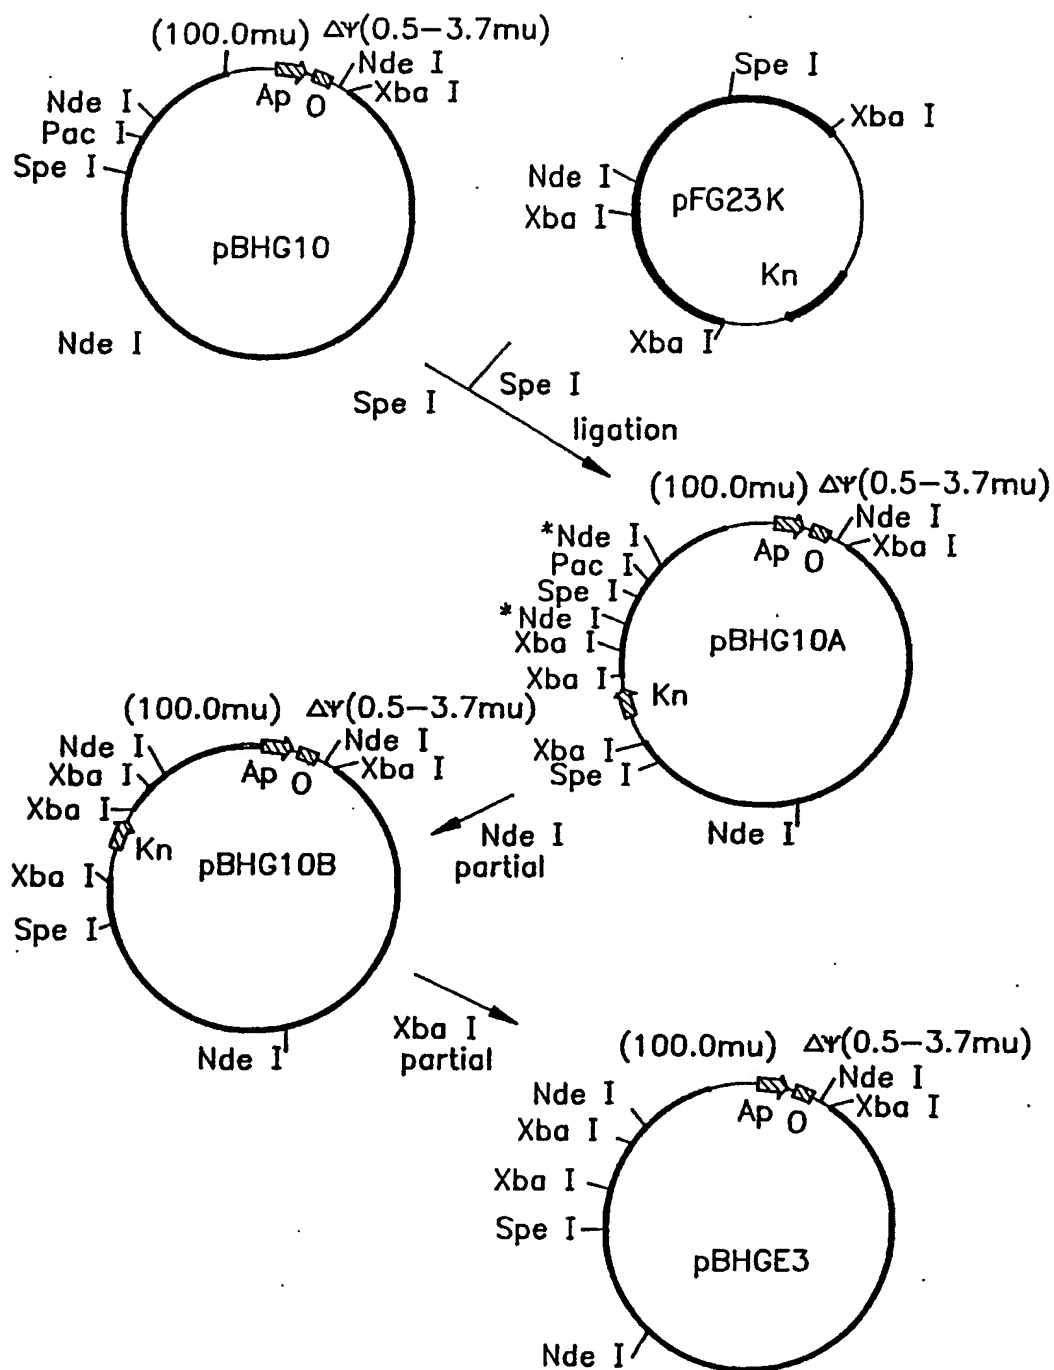 (100.0mu) ΔΨ(0.5–3.7mu)
Nde I
Xba I
Ap O
Nde I
Pac I
Spe I
pBHG10
Nde I
Spe I
Xba I
Nde I
Xba I
pFG23K
Kn
Xba I
Spe I
Spe I
ligation
(100.0mu) ΔΨ(0.5–3.7mu)
Nde I
Xba I
Ap O
*Nde I
Pac I
Spe I
*Nde I
Xba I
Xba I
Kn
pBHG10A
Xba I
Spe I
Nde I
Nde I
partial
(100.0mu) ΔΨ(0.5–3.7mu)
Nde I
Xba I
Ap O
Nde I
Xba I
Xba I
Kn
pBHG10B
Xba I
Spe I
Nde I
Xba I
partial
(100.0mu) ΔΨ(0.5–3.7mu)
Nde I
Xba I
Ap O
Nde I
Xba I
Xba I
Spe I
pBHGE3
Nde I